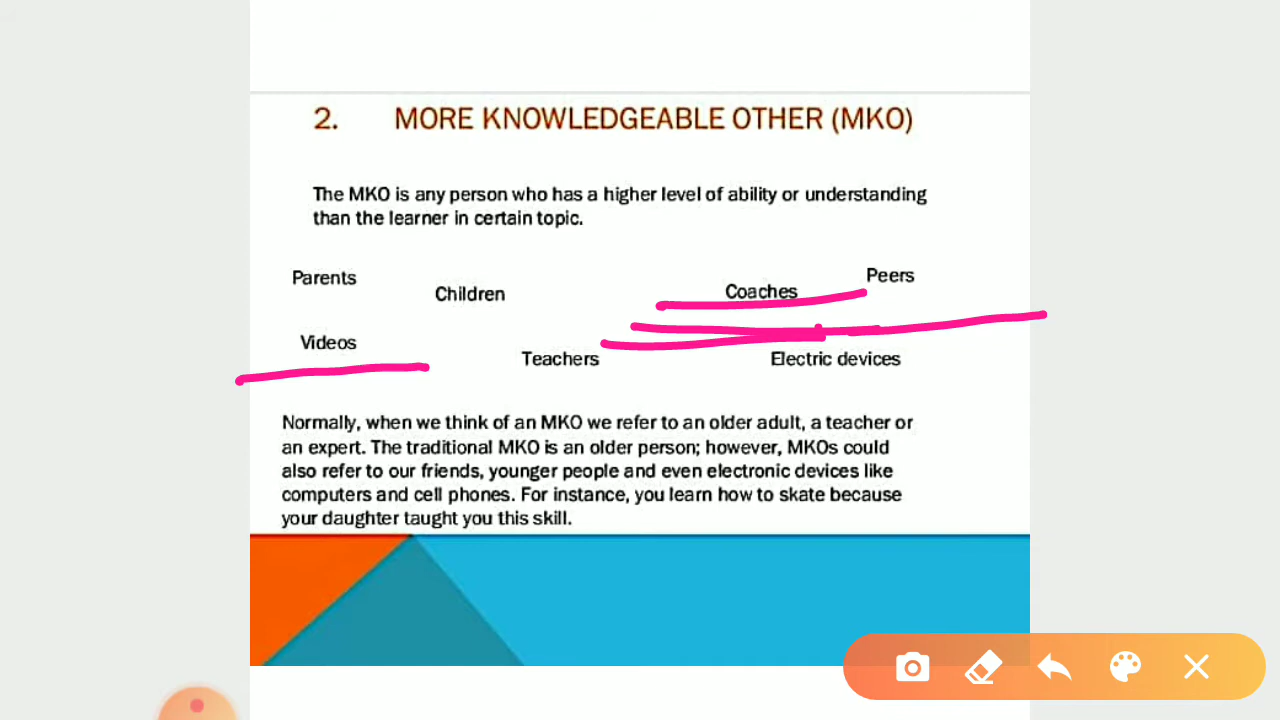 2. MORE KNOWLEDGEABLE OTHER (MKO)
The MKO is any person who has a higher level of ability or understanding
than the learner in certain topic.
Parents
Children
Coaches
Peers
Videos
Teachers
Electric devices
Normally, when we think of an MKO we refer to an older adult, a teacher or
an expert. The traditional MKO is an older person; however, MKOs could
also refer to our friends, younger people and even electronic devices like
computers and cell phones. For instance, you learn how to skate because
your daughter taught you this skill.